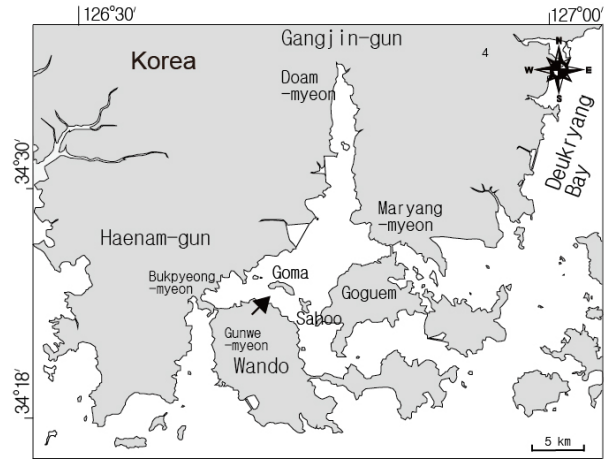 126°30'
127°00'
Gangjin-gun
Korea
4
N
W
E
S
Doam
-myeon
34°30'
Deukryang
Bay
Maryang
-myeon
Haenam-gun
Bukpyeong
-myeon
Goma
Goguem
Sahoo
Gunwe
-myeon
Wando
34°18'
5 km